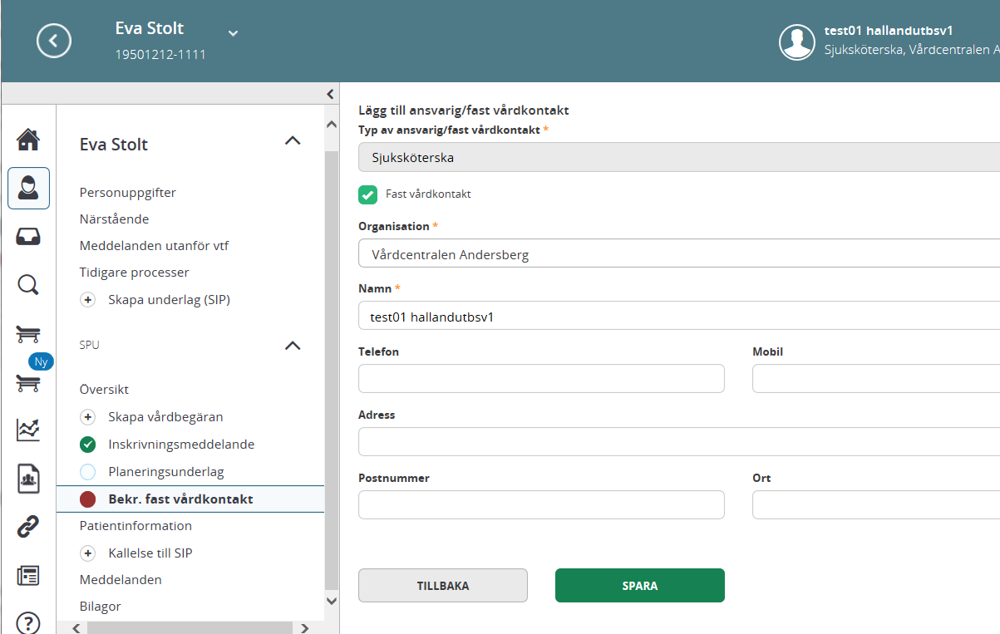 Eva Stolt
19501212-1111
test01 hallandutbsv1
Sjuksköterska, Vårdcentralen A
Eva Stolt
Personuppgifter
Närstående
Meddelanden utanför vtf
Tidigare processer
Skapa underlag (SIP)
SPU
Ny
Översikt
Skapa vårdbegäran
Inskrivningsmeddelande
Planeringsunderlag
Bekr. fast vårdkontakt
Patientinformation
Kallelse till SIP
Meddelanden
Bilagor
Lägg till ansvarig/fast vårdkontakt
Typ av ansvarig/fast vårdkontakt *
Sjuksköterska
Fast vårdkontakt
Organisation *
Vårdcentralen Andersberg
Namn *
test01 hallandutbsv1
Telefon Mobil
Adress
Postnummer Ort
TILLBAKA SPARA